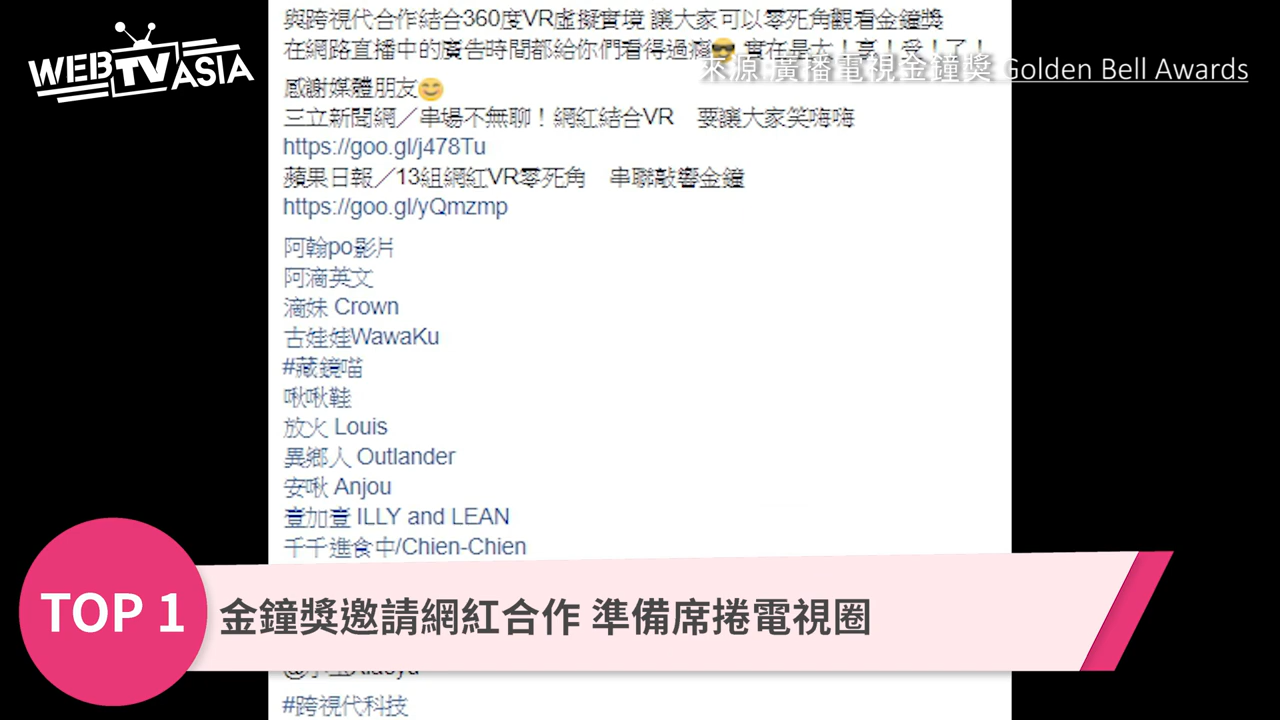 WEBTVASIA
與跨視代合作結合360度VR虛擬實境 讓大家可以零死角觀看金鐘獎
在網路直播中的廣告時間都給你們看得過癮😎 實在是太！享！受！了！
來源:廣播電視金鐘獎 Golden Bell Awards
感謝媒體朋友😊
三立新聞網／串場不無聊！網紅結合VR 要讓大家笑嗨嗨
https://goo.gl/j478Tu
蘋果日報／13組網紅VR零死角 串聯敲響金鐘
https://goo.gl/yQmzmp
阿翰po影片
阿滴英文
滴妹 Crown
古娃娃WawaKu
#藏鏡喵
啾啾鞋
放火 Louis
異鄉人 Outlander
安啾 Anjou
壹加壹 ILLY and LEAN
千千進食中/Chien-Chien
TOP 1 金鐘獎邀請網紅合作 準備席捲電視圈
#跨視代科技